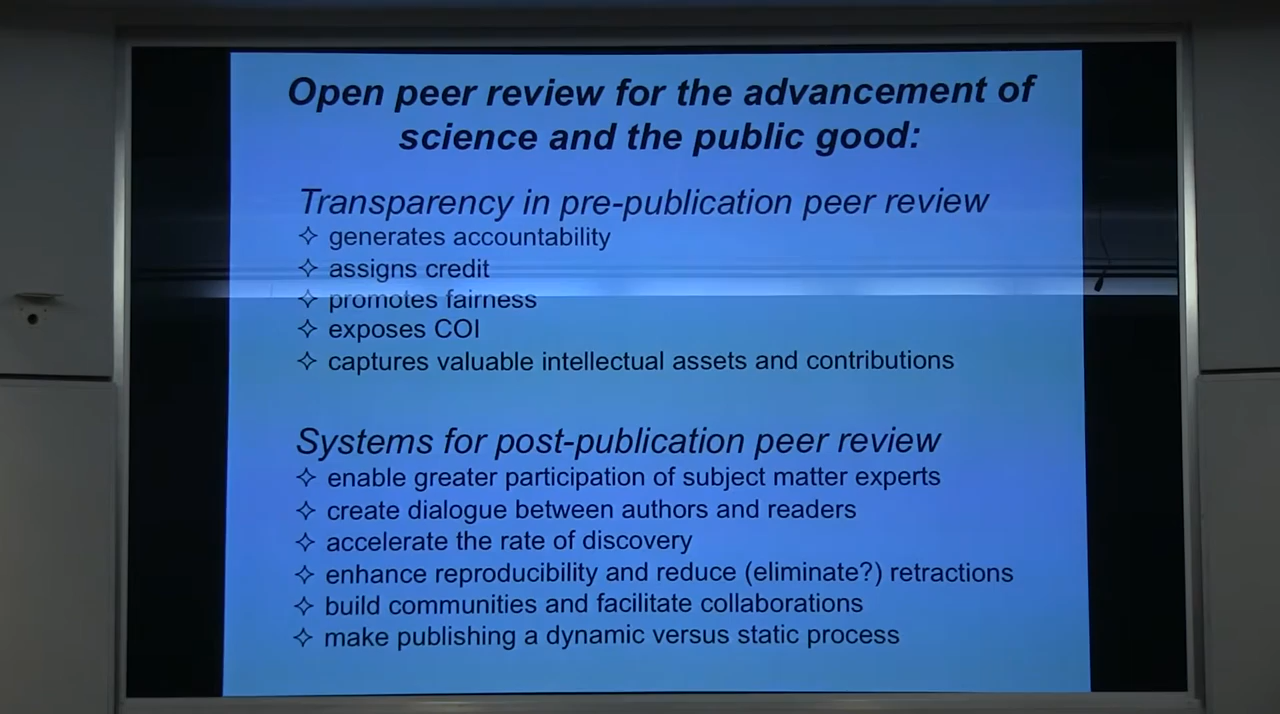 Open peer review for the advancement of
science and the public good:
Transparency in pre-publication peer review
✧ generates accountability
✧ assigns credit
✧ promotes fairness
✧ exposes COI
✧ captures valuable intellectual assets and contributions
Systems for post-publication peer review
✧ enable greater participation of subject matter experts
✧ create dialogue between authors and readers
✧ accelerate the rate of discovery
✧ enhance reproducibility and reduce (eliminate?) retractions
✧ build communities and facilitate collaborations
✧ make publishing a dynamic versus static process